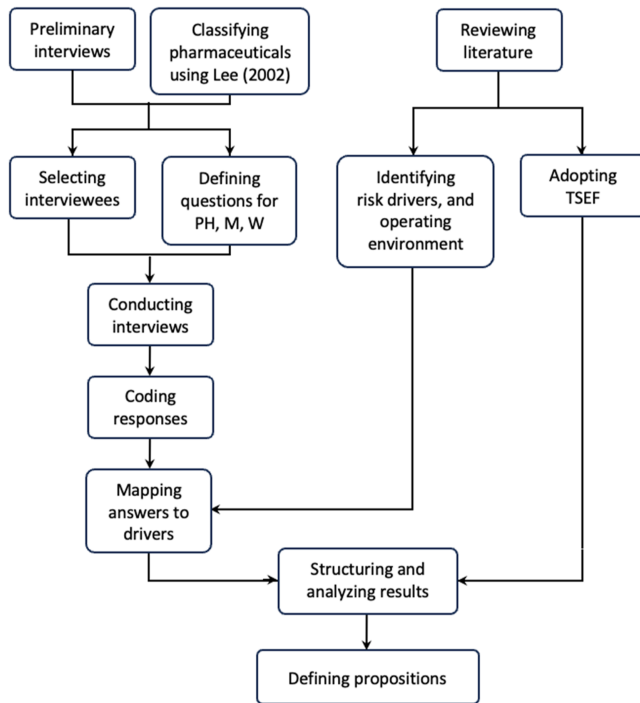 Preliminary
interviews
Classifying
pharmaceuticals
using Lee (2002)
Reviewing
literature
Selecting
interviewees
Defining
questions for
PH, M, W
Identifying
risk drivers, and
operating
environment
Adopting
TSEF
Conducting
interviews
Coding
responses
Mapping
answers to
drivers
Structuring and
analyzing results
Defining propositions